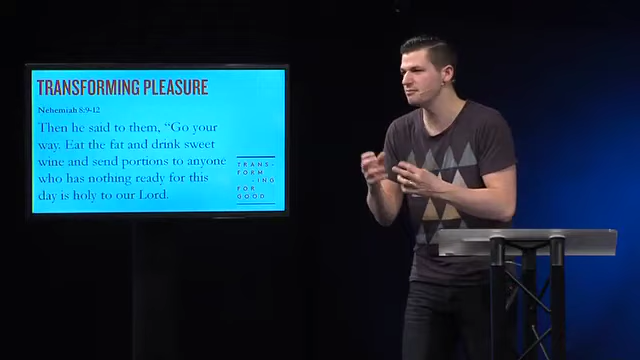 TRANSFORMING PLEASURE
Nehemiah 8:9-12
Then he said to them, “Go your
way. Eat the fat and drink sweet
wine and send portions to anyone
who has nothing ready for this
day is holy to our Lord.
TRANS-
FORM
-ING
FOR
GOOD